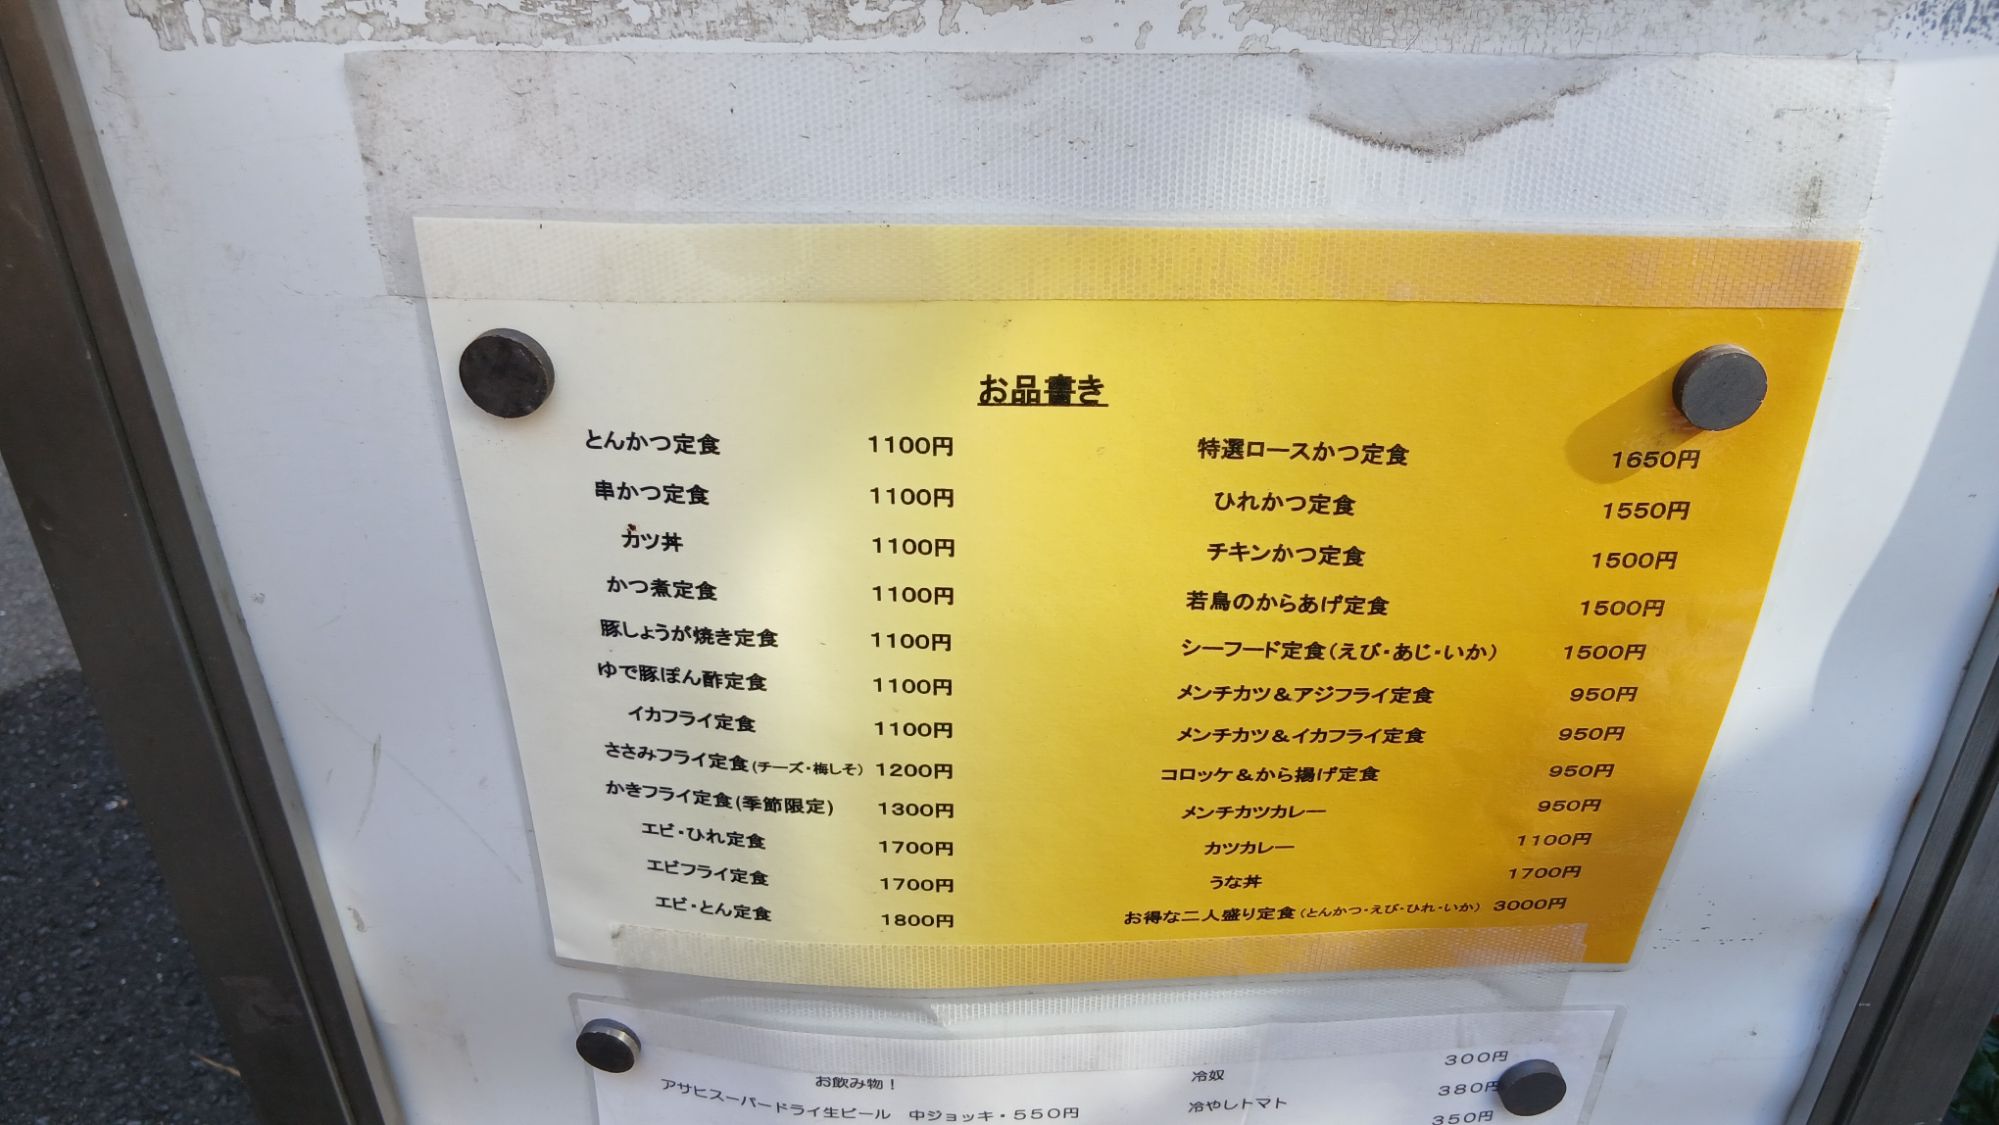 お品書き
とんかつ定食 1100円
串かつ定食 1100円
カツ丼 1100円
かつ煮定食 1100円
豚しょうが焼き定食 1100円
ゆで豚ぽん酢定食 1100円
イカフライ定食 1100円
ささみフライ定食(チーズ・梅しそ) 1200円
かきフライ定食(季節限定) 1300円
エビ・ひれ定食 1700円
エビフライ定食 1700円
エビ・とん定食 1800円
特選ロースかつ定食 1650円
ひれかつ定食 1550円
チキンかつ定食 1500円
若鳥のからあげ定食 1500円
シーフード定食(えび・あじ・いか) 1500円
メンチカツ&アジフライ定食 950円
メンチカツ&イカフライ定食 950円
コロッケ&から揚げ定食 950円
メンチカツカレー 950円
カツカレー 1100円
うな丼 1700円
お得な二人盛り定食(とんかつ・えび・ひれ・いか) 3000円
お飲み物!
アサヒスーパードライ生ビール 中ジョッキ・550円
冷奴 300円
冷やしトマト 380円
350円